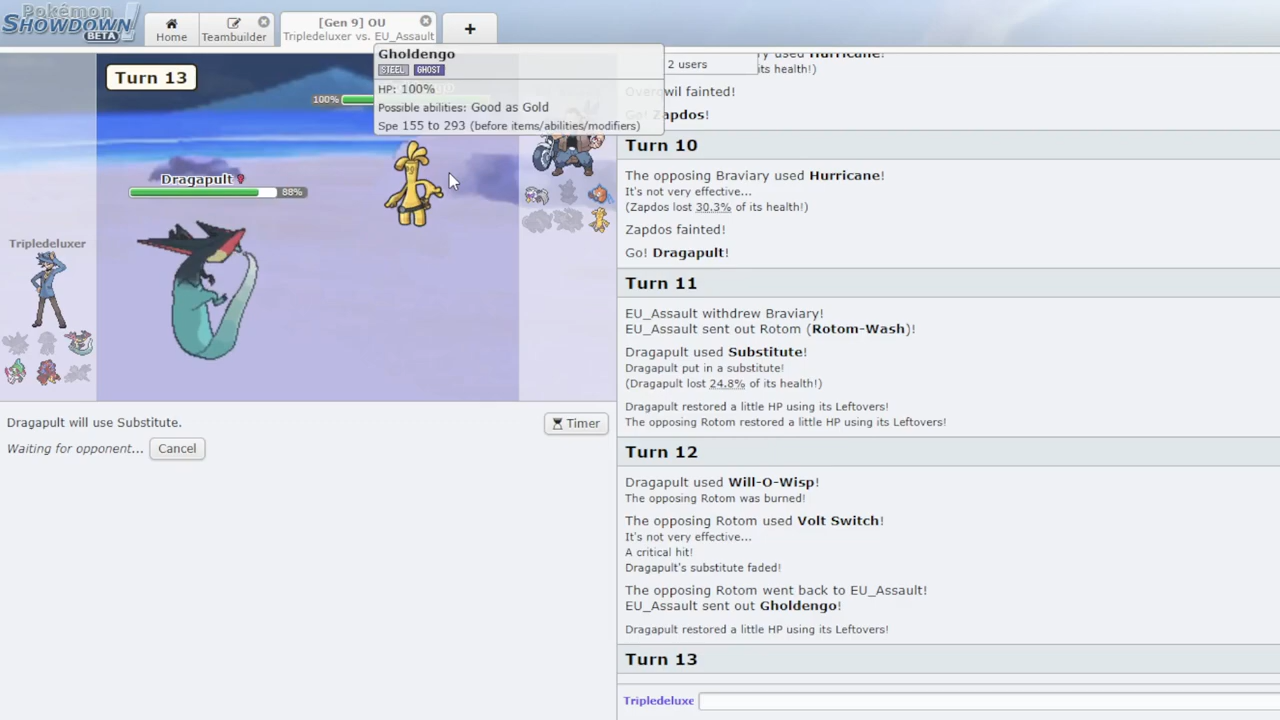 Pokémon
SHOWDOWN!
BETA
Home
Teambuilder
[Gen 9] OU
Tripledeluxer vs. EU_Assault
+
Gholdengo
STEEL GHOST
HP: 100%
Possible abilities: Good as Gold
Spe 155 to 293 (before items/abilities/modifiers)
Turn 13
100%
Dragapult
88%
Tripledeluxer
Dragapult will use Substitute.
Timer
Waiting for opponent... Cancel
2 users
used Hurricane!
its health!)
fainted!
Go! Zapdos!
Turn 10
The opposing Braviary used Hurricane!
It's not very effective...
(Zapdos lost 30.3% of its health!)
Zapdos fainted!
Go! Dragapult!
Turn 11
EU_Assault withdrew Braviary!
EU_Assault sent out Rotom (Rotom-Wash)!
Dragapult used Substitute!
Dragapult put in a substitute!
(Dragapult lost 24.8% of its health!)
Dragapult restored a little HP using its Leftovers!
The opposing Rotom restored a little HP using its Leftovers!
Turn 12
Dragapult used Will-O-Wisp!
The opposing Rotom was burned!
The opposing Rotom used Volt Switch!
It's not very effective...
A critical hit!
Dragapult's substitute faded!
The opposing Rotom went back to EU_Assault!
EU_Assault sent out Gholdengo!
Dragapult restored a little HP using its Leftovers!
Turn 13
Tripledeluxe